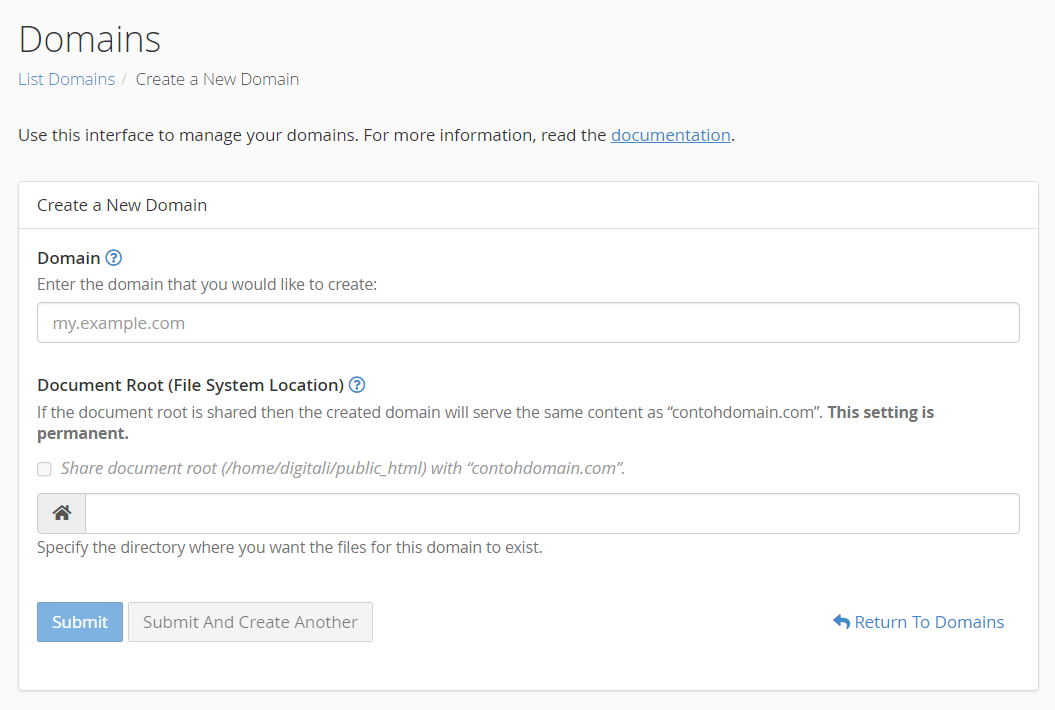 Domains
List Domains / Create a New Domain
Use this interface to manage your domains. For more information, read the documentation.
Create a New Domain
Domain ?
Enter the domain that you would like to create:
my.example.com
Document Root (File System Location) ?
If the document root is shared then the created domain will serve the same content as “contohdomain.com”. This setting is
permanent.
Share document root (/home/digitali/public_html) with “contohdomain.com”.
Specify the directory where you want the files for this domain to exist.
Submit Submit And Create Another Return To Domains